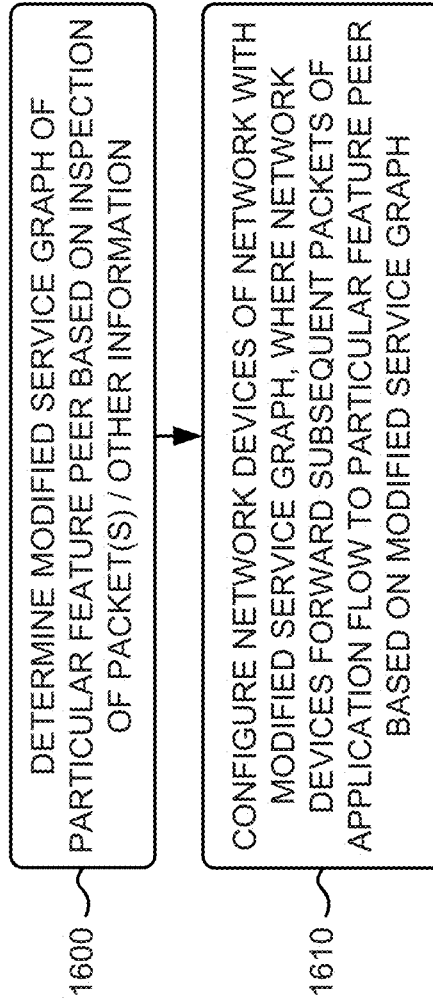 DETERMINE MODIFIED SERVICE GRAPH OF
PARTICULAR FEATURE PEER BASED ON INSPECTION
OF PACKET(S) / OTHER INFORMATION
1600
CONFIGURE NETWORK DEVICES OF NETWORK WITH
MODIFIED SERVICE GRAPH, WHERE NETWORK
DEVICES FORWARD SUBSEQUENT PACKETS OF
APPLICATION FLOW TO PARTICULAR FEATURE PEER
BASED ON MODIFIED SERVICE GRAPH
1610